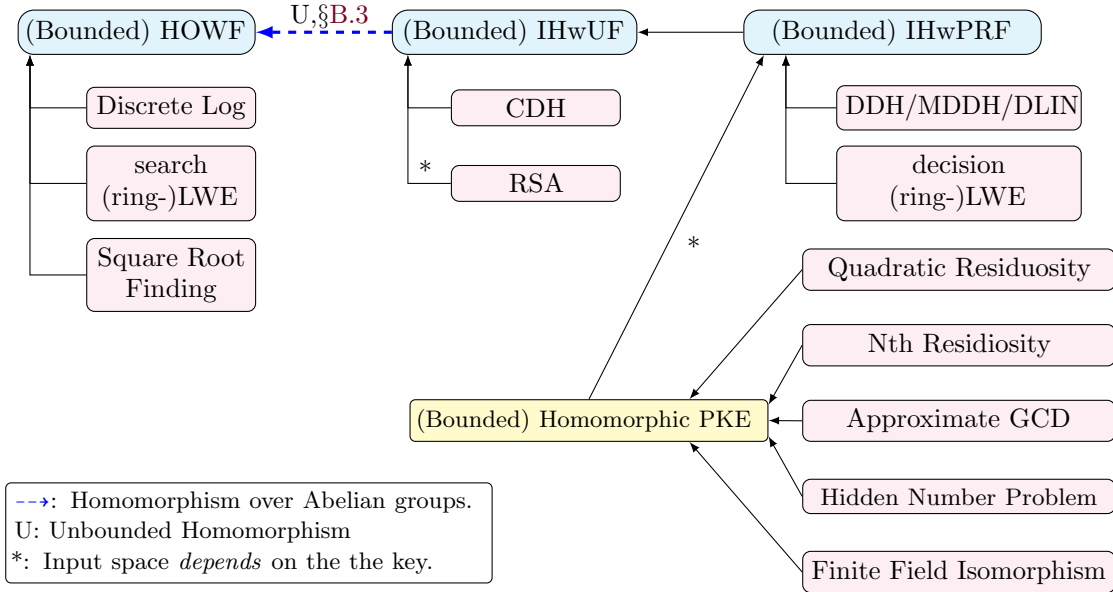 U,§B.3
(Bounded) HOWF
(Bounded) IHwUF
(Bounded) IHwPRF
Discrete Log
CDH
DDH/MDDH/DLIN
search
(ring-)LWE
*
RSA
decision
(ring-)LWE
Square Root
Finding
*
Quadratic Residuosity
Nth Residiosity
(Bounded) Homomorphic PKE
Approximate GCD
Hidden Number Problem
Finite Field Isomorphism
: Homomorphism over Abelian groups.
U: Unbounded Homomorphism
*: Input space depends on the the key.